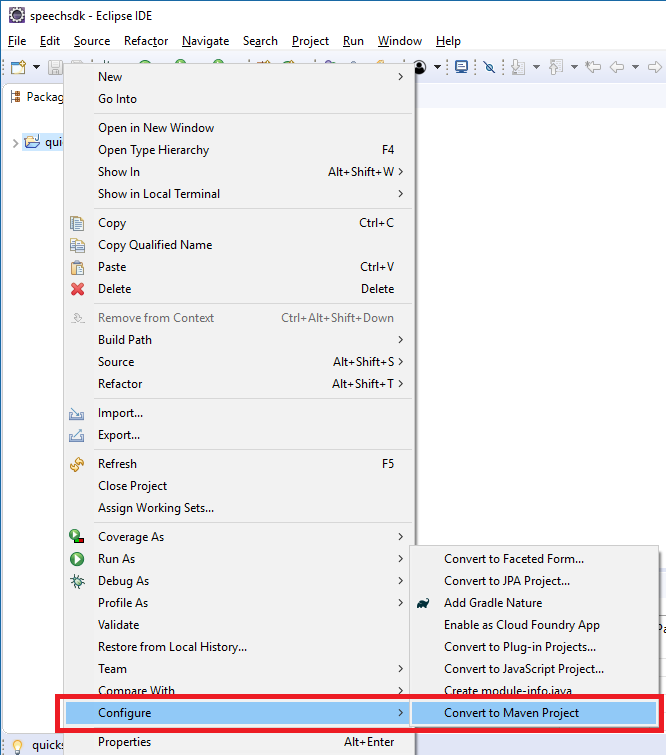 speechsdk - Eclipse IDE
File Edit Source Refactor Navigate Search Project Run Window Help
Packag
quic
New
Go Into
Open in New Window
Open Type Hierarchy F4
Show In Alt+Shift+W
Show in Local Terminal
Copy Ctrl+C
Copy Qualified Name
Paste Ctrl+V
Delete Delete
Remove from Context Ctrl+Alt+Shift+Down
Build Path
Source Alt+Shift+S
Refactor Alt+Shift+T
Import...
Export...
Refresh F5
Close Project
Assign Working Sets...
Coverage As
Run As
Debug As
Profile As
Validate
Restore from Local History...
Team
Compare With
Configure
Properties Alt+Enter
Convert to Faceted Form...
Convert to JPA Project...
Add Gradle Nature
Enable as Cloud Foundry App
Convert to Plug-in Projects...
Convert to JavaScript Project...
Create module-info.java
Convert to Maven Project
Pa
quicks